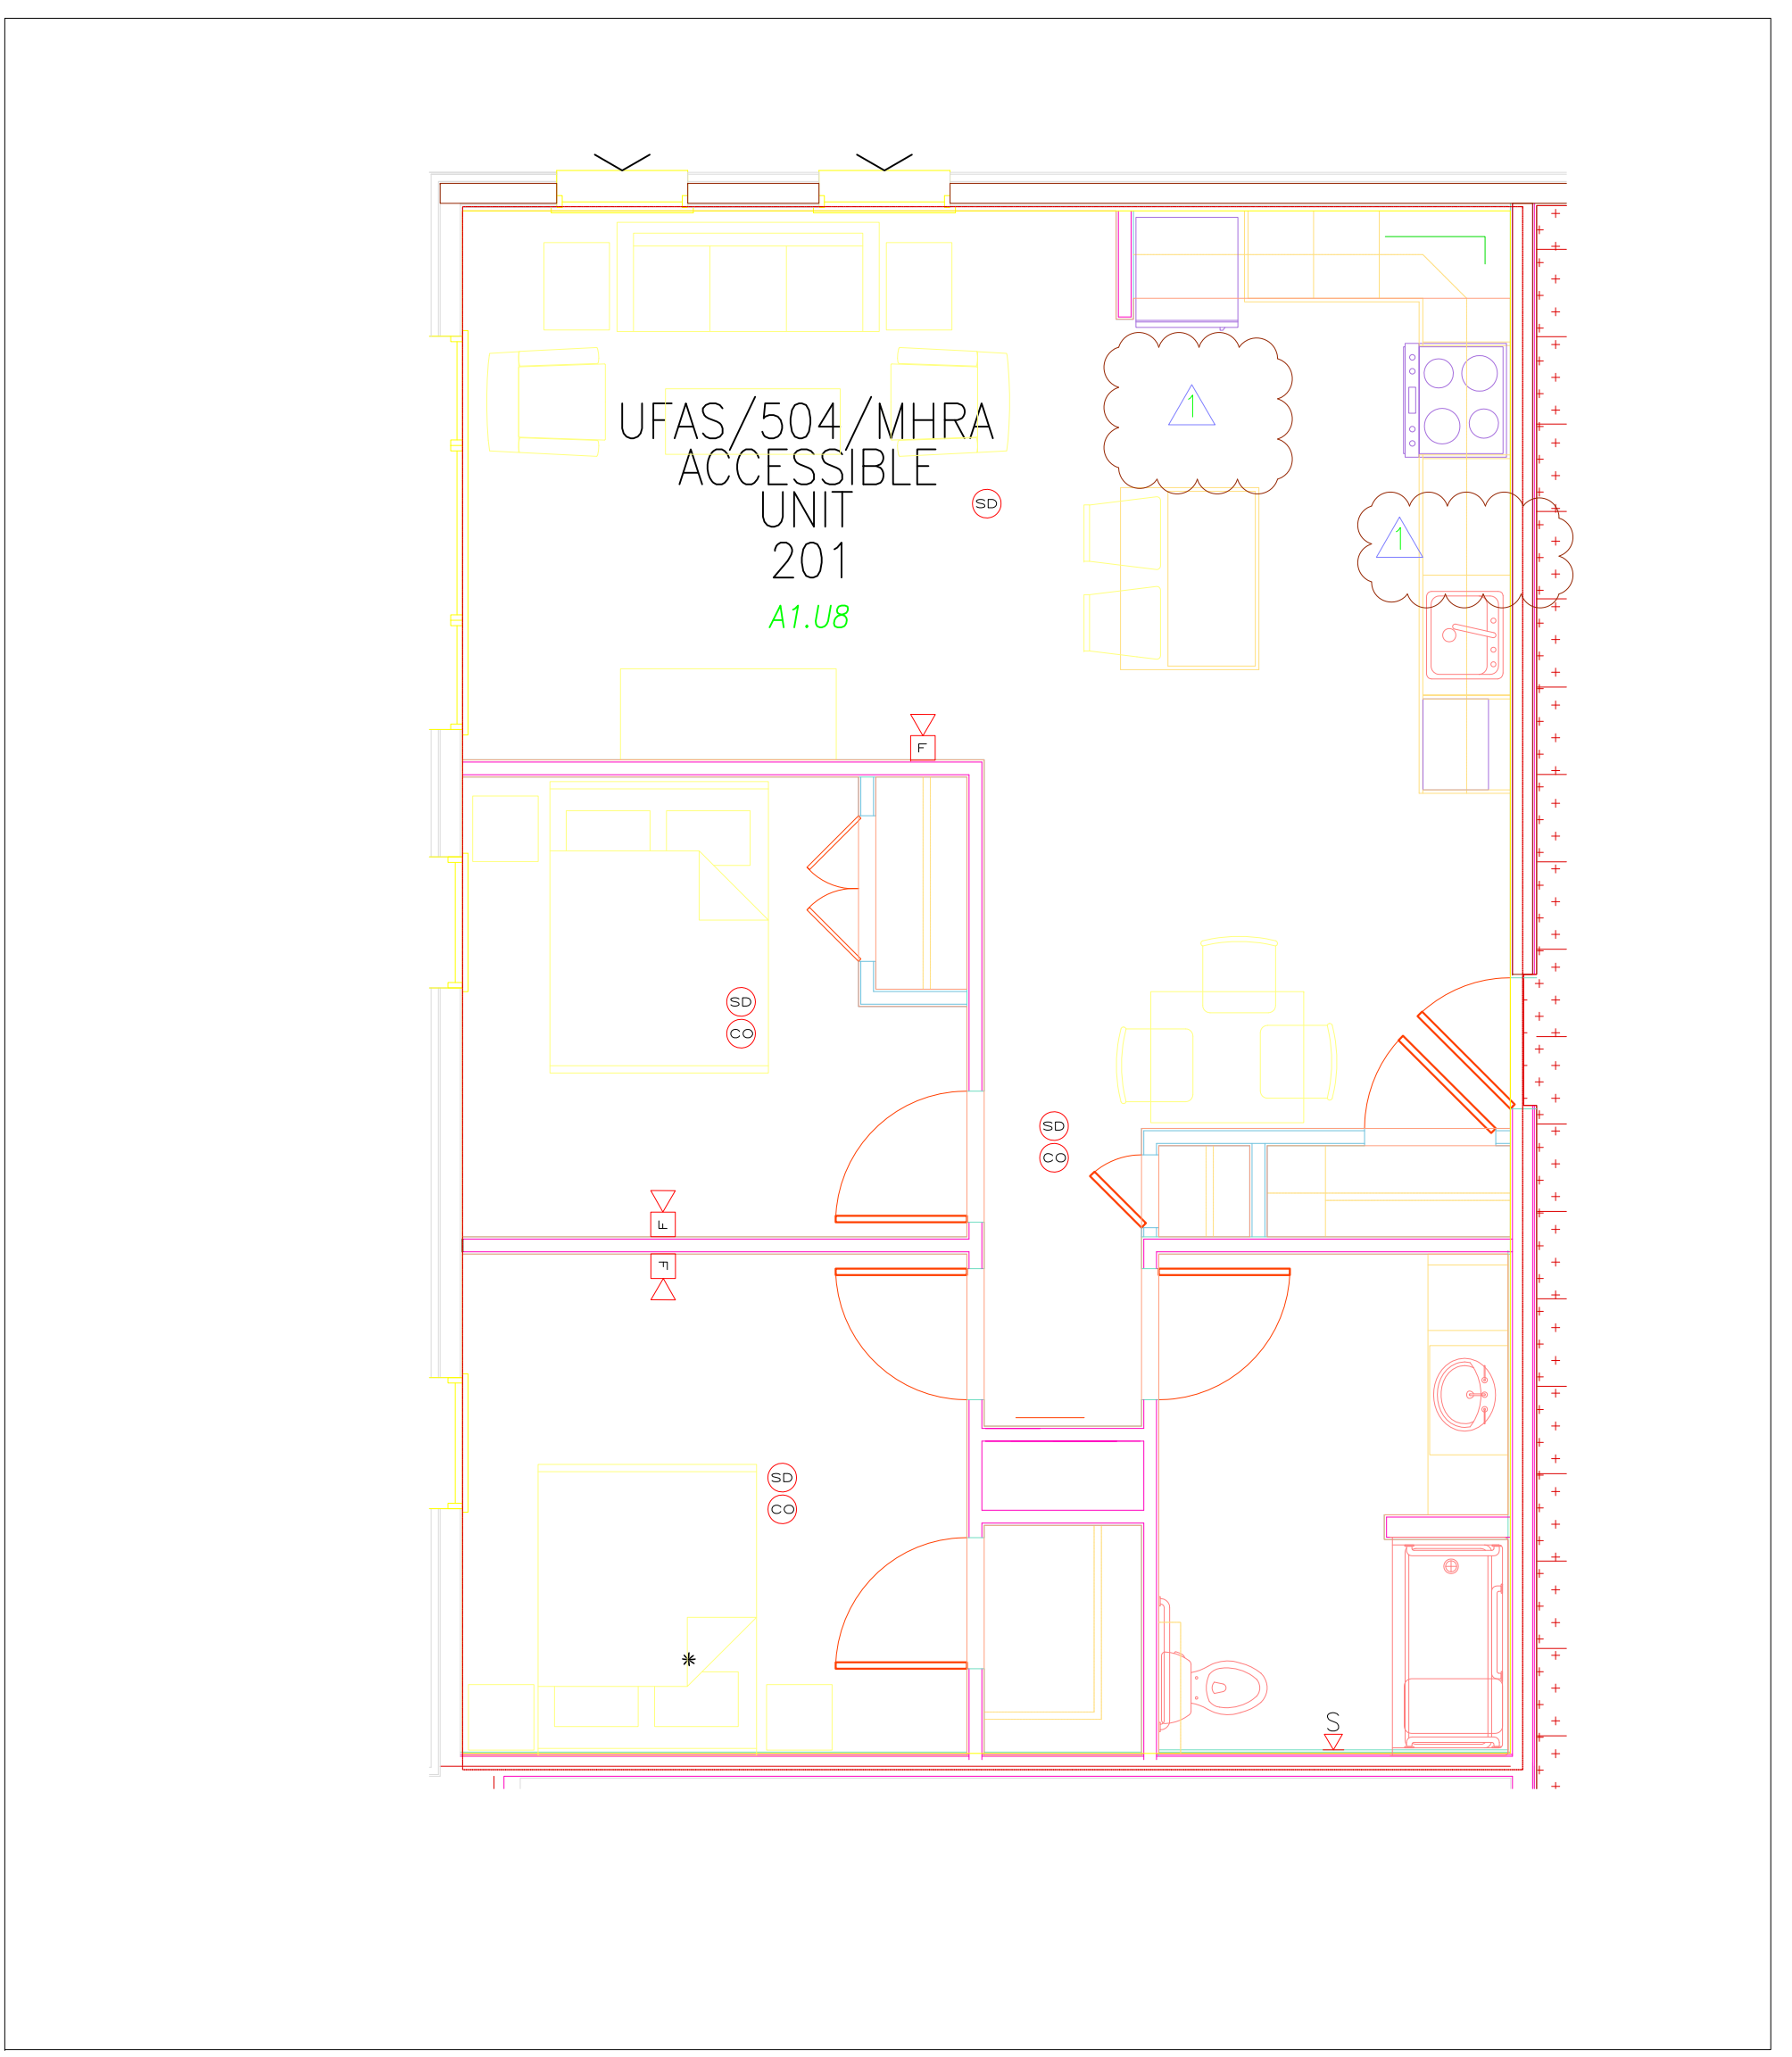 UFAS/504/MHRA
ACCESSIBLE
UNIT
201
A1.U8
1
1
SD
F
SD
CO
SD
CO
F
F
SD
CO
S